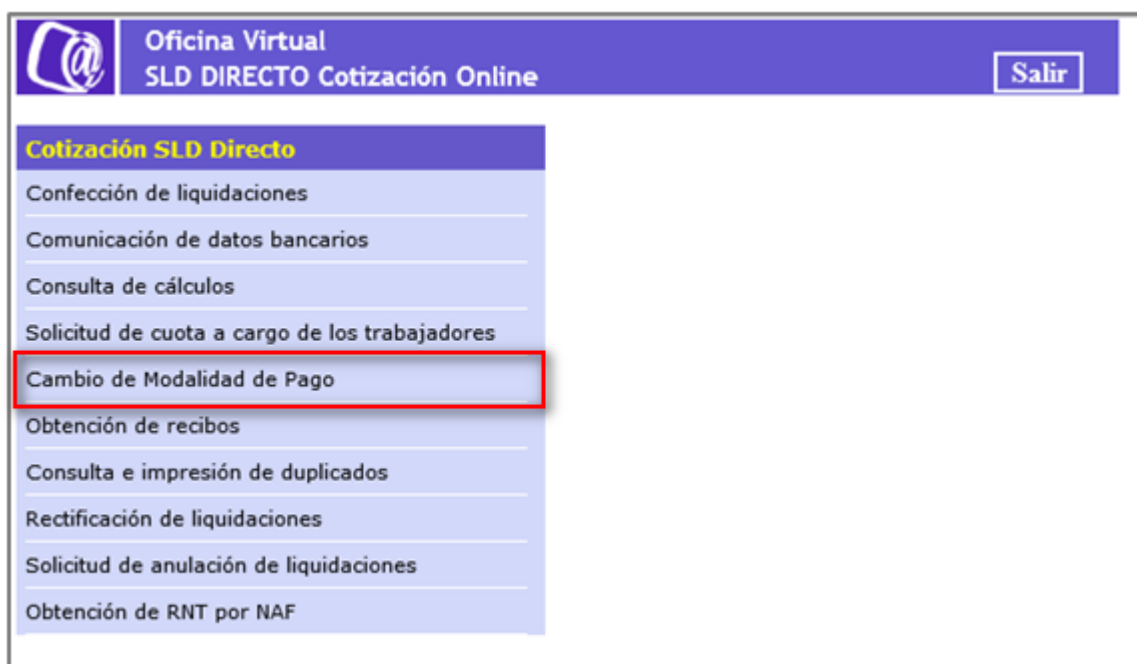 Oficina Virtual
SLD DIRECTO Cotización Online
Salir
Cotización SLD Directo
Confección de liquidaciones
Comunicación de datos bancarios
Consulta de cálculos
Solicitud de cuota a cargo de los trabajadores
Cambio de Modalidad de Pago
Obtención de recibos
Consulta e impresión de duplicados
Rectificación de liquidaciones
Solicitud de anulación de liquidaciones
Obtención de RNT por NAF